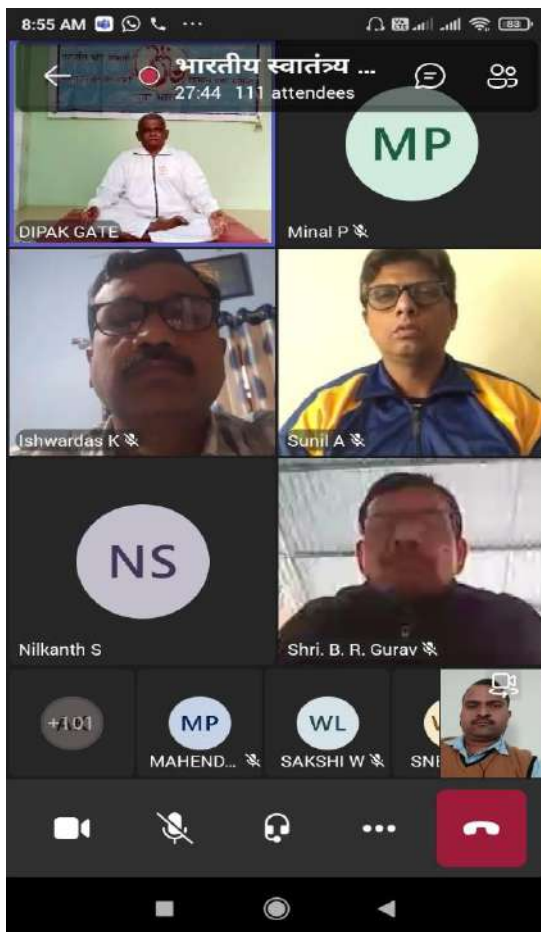 8:55 AM
83
भारतीय स्वातंत्र्य ...
27:44 111 attendees
MP
DIPAK GATE
Minal P
Ishwardas K
Sunil A
NS
Nilkanth S
Shri. B. R. Gurav
MP
WL
MAHEND...
SAKSHI W